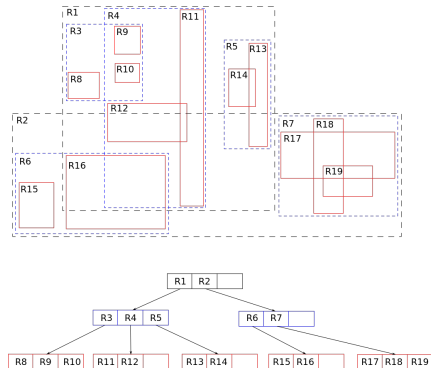 R1
R4
R11
R3
R9
R5
R13
R10
R14
R8
R12
R2
R7
R18
R17
R6
R16
R19
R15
R1 R2
R3 R4 R5
R6 R7
R8 R9 R10
R11 R12
R13 R14
R15 R16
R17 R18 R19